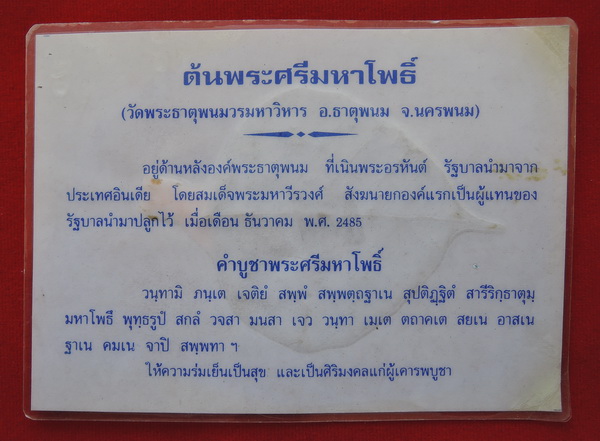 ต้นพระศรีมหาโพธิ์
(วัดพระธาตุพนมวรมหาวิหาร อ.ธาตุพนม จ.นครพนม)
อยู่ด้านหลังองค์พระธาตุพนม ที่เนินพระอรหันต์ รัฐบาลนำมาจาก
ประเทศอินเดีย โดยสมเด็จพระมหาวีรวงศ์ สังฆนายกองค์แรกเป็นผู้แทนของ
รัฐบาลนำมาปลูกไว้ เมื่อเดือน ธันวาคม พ.ศ. 2485
คำบูชาพระศรีมหาโพธิ์
วนฺทามิ ภนฺเต เจติยํ สพฺพํ สพฺพตฺถฐาเน สุปติฏฺฐิตํ สารีริกฺธาตุมฺ
มหาโพธึ พุทฺธรูปํ สกลํ วจสา มนสา เจว วนฺทา เมเต ตถาคเต สยเน อาสเน
ฐาเน คมเน จาปิ สพฺพทา ฯ
ให้ความร่มเย็นเป็นสุข และเป็นศิริมงคลแก่ผู้เคารพบูชา